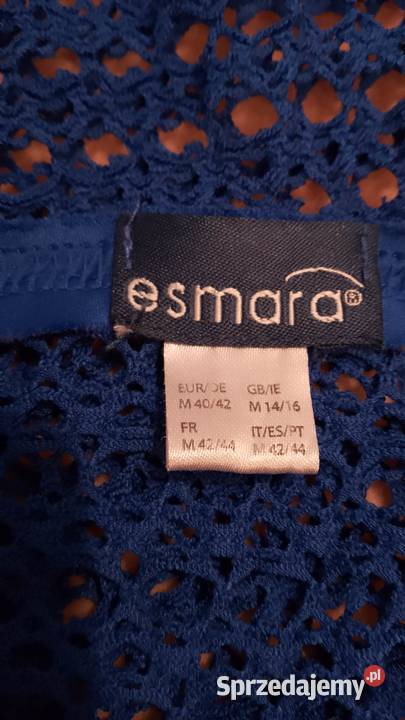 esmara®
EUR/DE GB/IE
M 40/42 M 14/16
FR IT/ES/PT
M 42/44 M 42/44
Sprzedajemy.pl